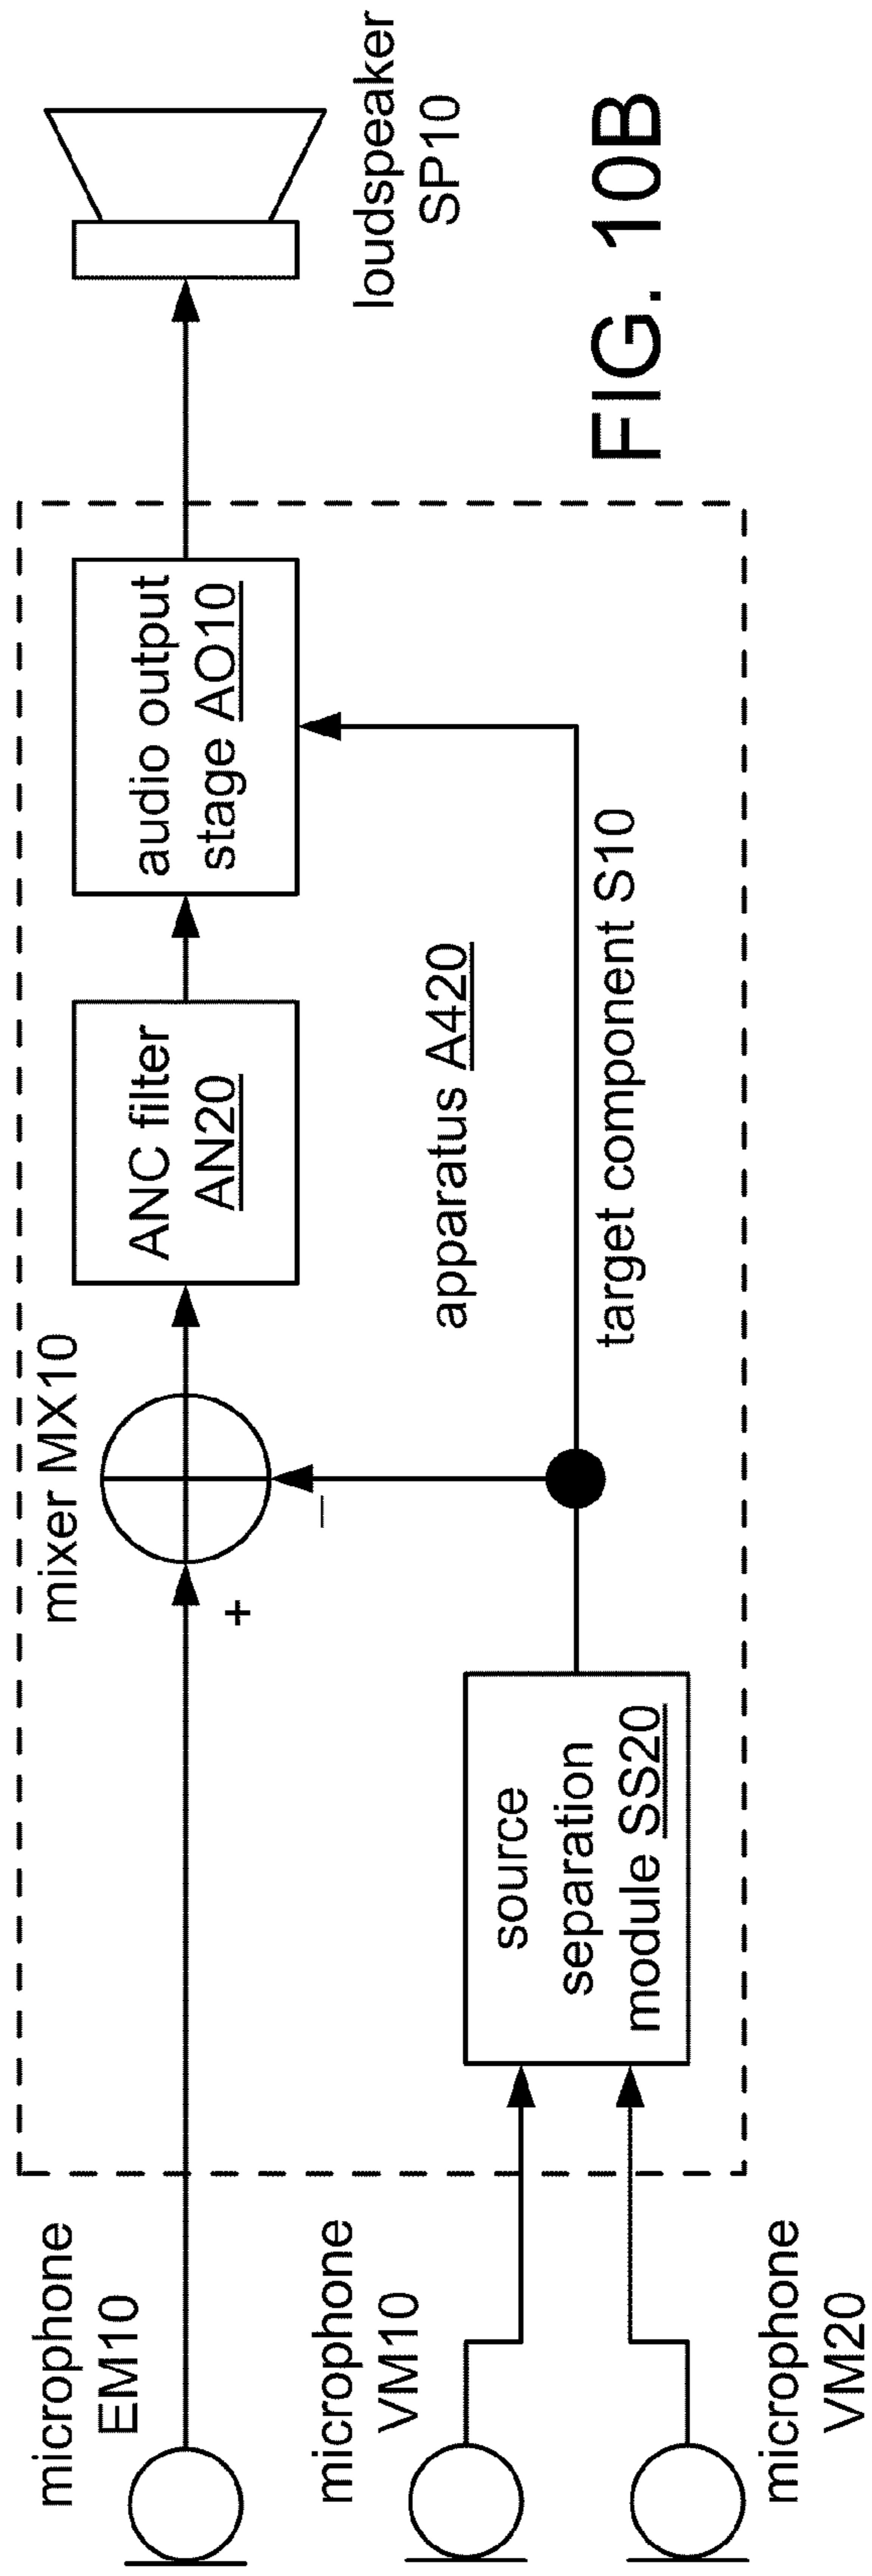 microphone
EM10
microphone
VM10
microphone
VM20
mixer MX10
+
–
source
separation
module SS20
ANC filter
AN20
apparatus A420
target component S10
audio output
stage AO10
loudspeaker
SP10
FIG. 10B